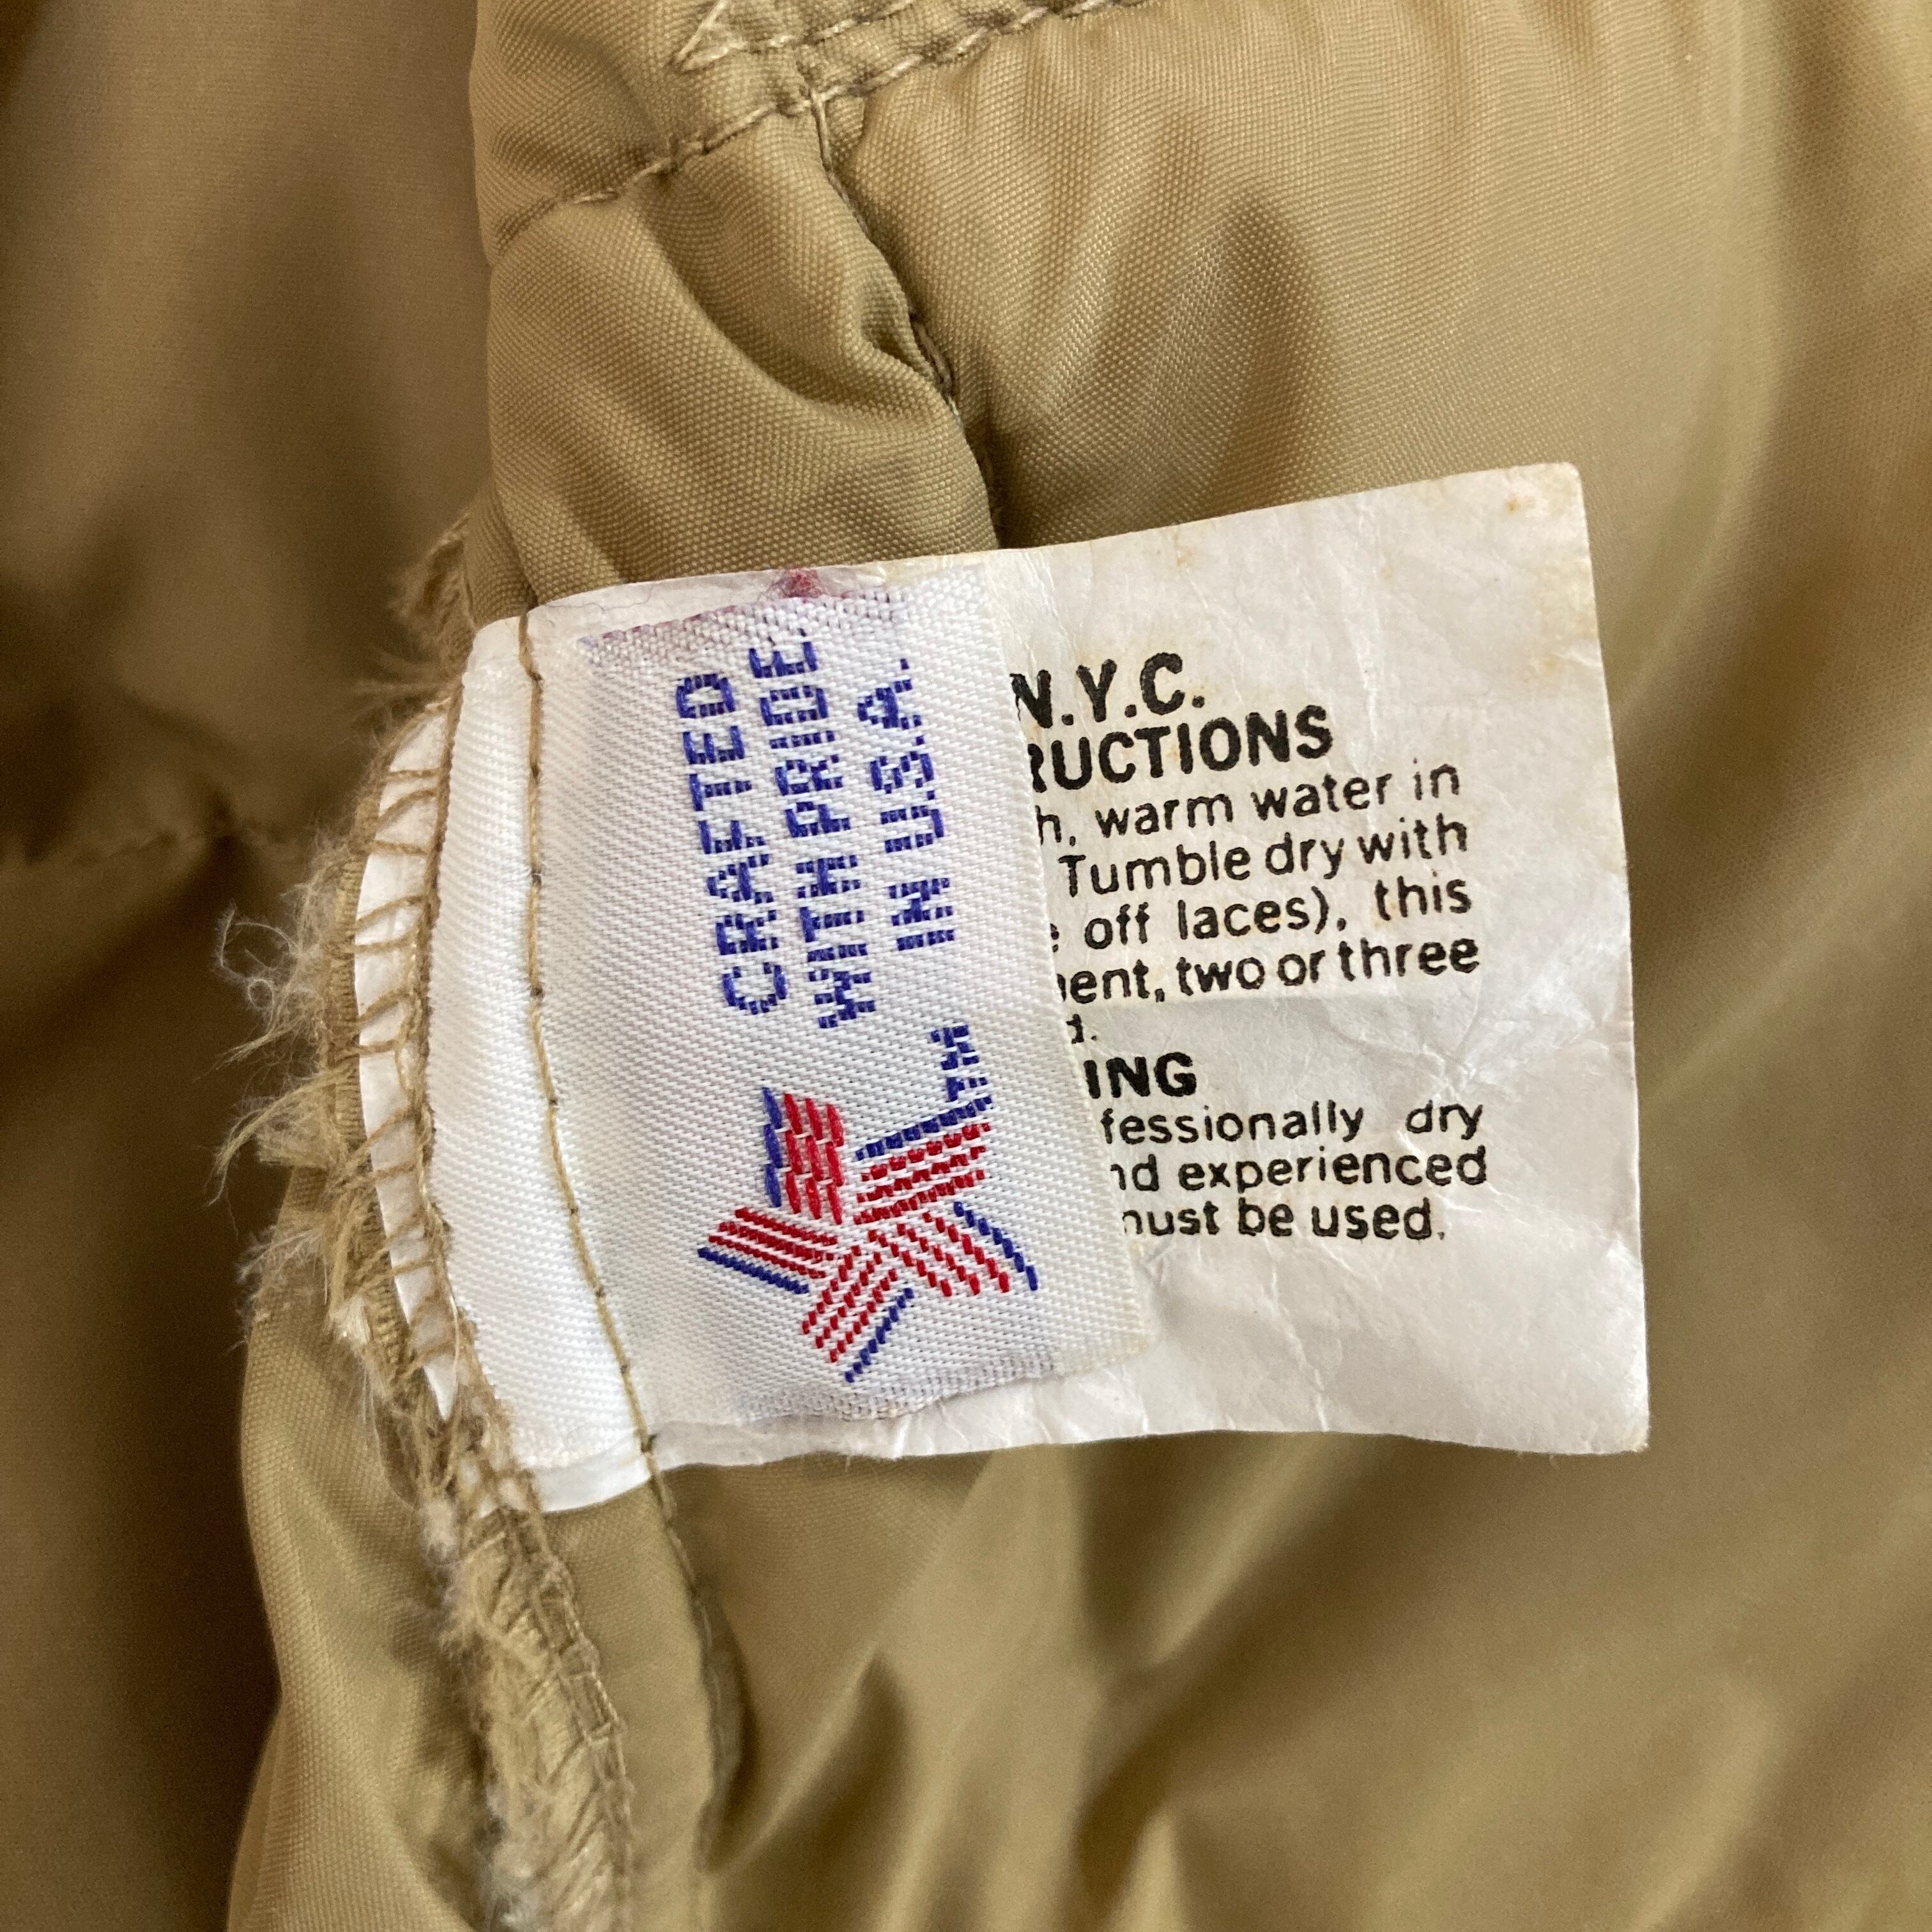 CRAFTED
WITH PRIDE
IN U.S.A.
TM
N.Y.C.
RUCTIONS
h, warm water in
Tumble dry with
e off laces), this
ent, two or three
d.
ING
fessionally dry
nd experienced
must be used.